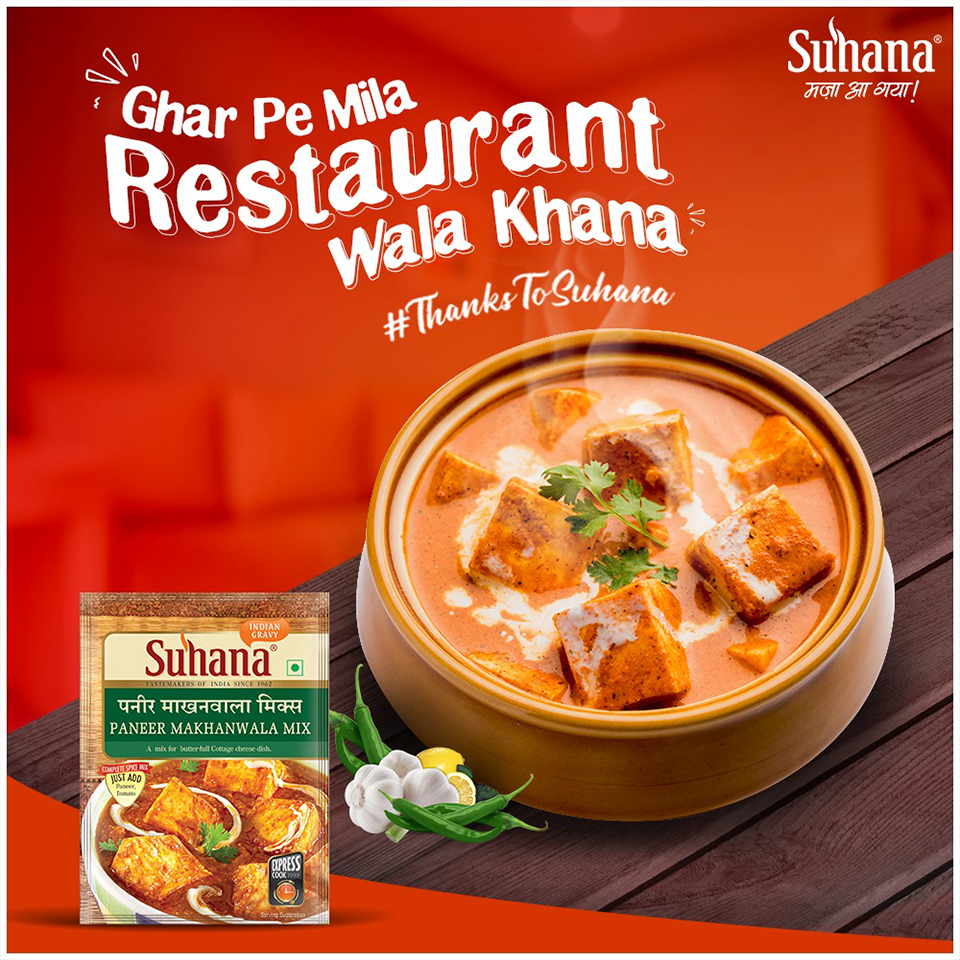 Suhana®
मज़ा आ गया!
Ghar Pe Mila
Restaurant
Wala Khana
#ThanksToSuhana
INDIAN
GRAVY
Suhana®
TASTEMAKERS OF INDIA SINCE 1962
पनीर माखनवाला मिक्स
PANEER MAKHANWALA MIX
A mix for butter-full Cottage cheese dish.
COMPLETE SPICE MIX
JUST ADD
Paneer,
Tomato
EXPRESS
COOK
Serving Suggestion